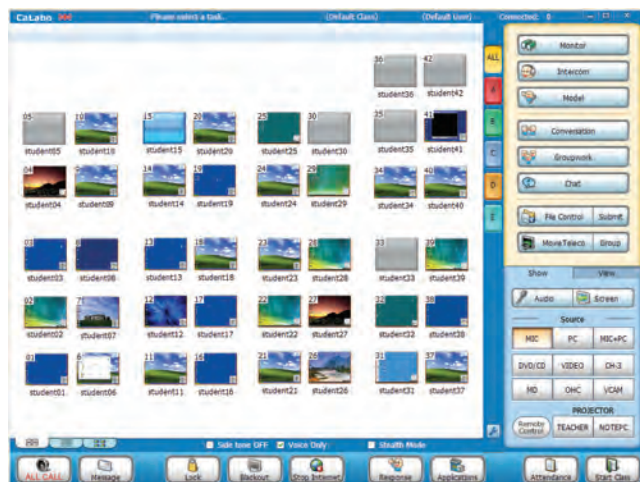 CaLabo Please select a task. (Default Class) (Default User) Connected: 0
36 42
student36 student42
ALL
A
B
C
D
E
05 10 15 20 25 30 35 41
student05 student10 student15 student20 student25 student30 student35 student41
04 14 19 24 29 34 40
student04 student09 student14 student19 student24 student29 student34 student40
03 13 18 23 28 33 39
student03 student08 student13 student18 student23 student28 student33 student39
02 7 12 17 22 27 32 38
student02 student07 student12 student17 student22 student27 student32 student38
01 6 11 16 21 26 31 37
student01 student06 student11 student16 student21 student26 student31 student37
Side tone OFF Voice Only Stealth Mode
ALL CALL Message Lock Blackout Stop Internet Response Applications Attendance Start Class
Monitor
Intercom
Model
Conversation
Groupwork
Chat
File Control Submit
MoveTeleco Group
Show View
Audio Screen
Source
MIC PC MIC+PC
DVD/CD VIDEO CH-3
MD OHC VCAM
PROJECTOR
Remote Control TEACHER NOTEPC